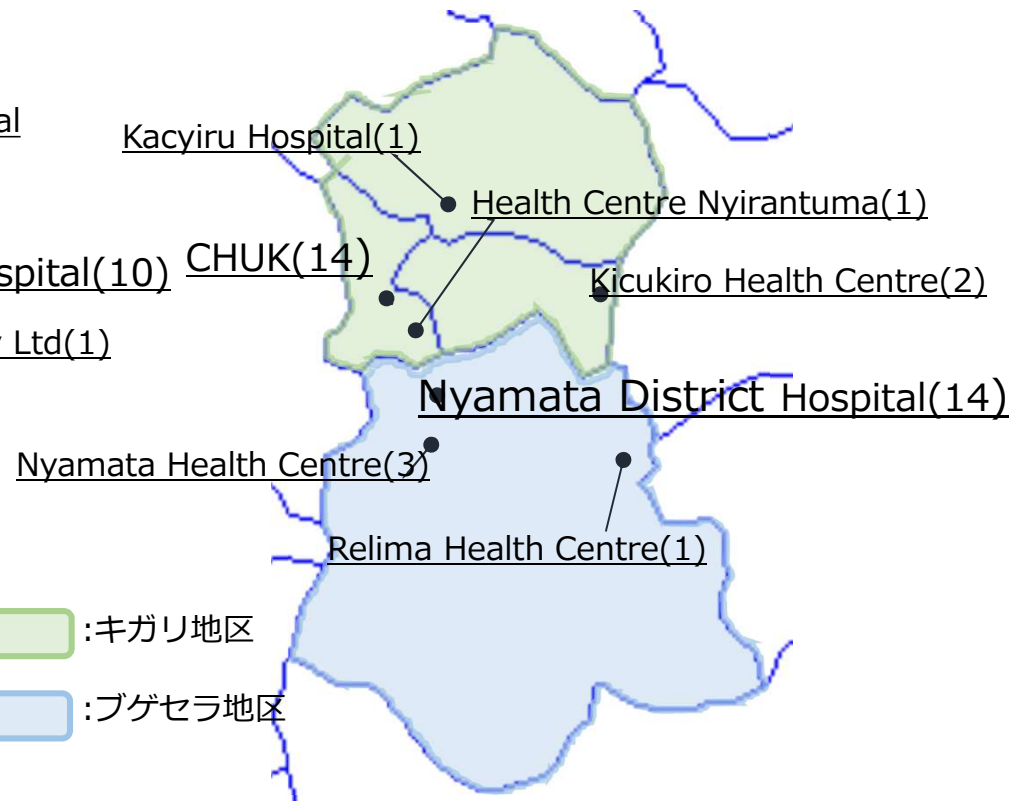 al
Kacyiru Hospital(1)
Health Centre Nyirantuma(1)
spital(10)
CHUK(14)
Kicukiro Health Centre(2)
Ltd(1)
Nyamata District Hospital(14)
Nyamata Health Centre(3)
Relima Health Centre(1)
:キガリ地区
:ブゲセラ地区